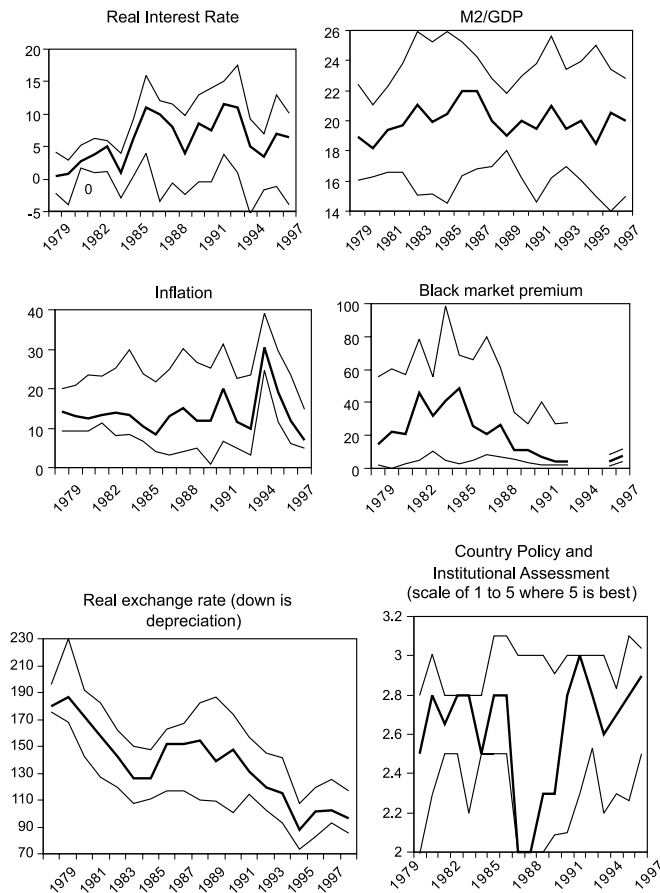 Real Interest Rate
20
15
10
5
0
-5
0
1979 1982 1985 1988 1991 1994 1997
M2/GDP
26
24
22
20
18
16
14
1979 1981 1983 1985 1987 1989 1991 1993 1995 1997
Inflation
40
30
20
10
0
1979 1982 1985 1988 1991 1994 1997
Black market premium
100
80
60
40
20
0
1979 1982 1985 1988 1991 1994 1997
Real exchange rate (down is
depreciation)
230
210
190
170
150
130
110
90
70
1979 1982 1985 1988 1991 1994 1997
Country Policy and
Institutional Assessment
(scale of 1 to 5 where 5 is best)
3.2
3
2.8
2.6
2.4
2.2
2
1979 1982 1985 1988 1991 1994 1997